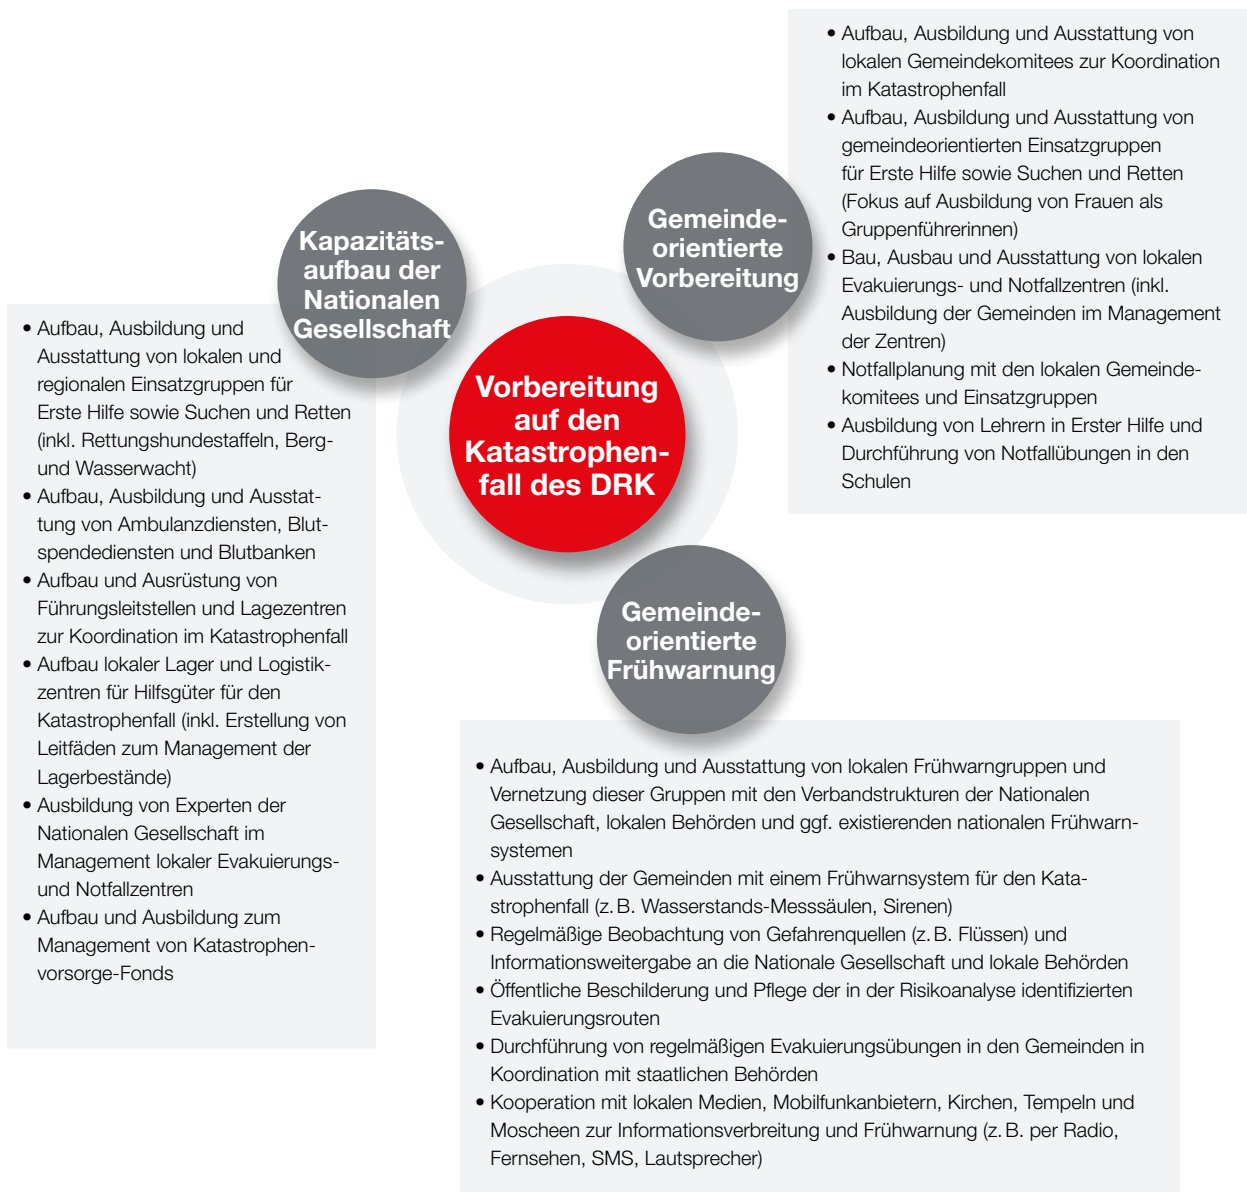 Kapazitäts-
aufbau der
Nationalen
Gesellschaft
• Aufbau, Ausbildung und
Ausstattung von lokalen und
regionalen Einsatzgruppen für
Erste Hilfe sowie Suchen und Retten
(inkl. Rettungshundestaffeln, Berg-
und Wasserwacht)
• Aufbau, Ausbildung und Ausstat-
tung von Ambulanzdiensten, Blut-
spendediensten und Blutbanken
• Aufbau und Ausrüstung von
Führungsleitstellen und Lagezentren
zur Koordination im Katastrophenfall
• Aufbau lokaler Lager und Logistik-
zentren für Hilfsgüter für den
Katastrophenfall (inkl. Erstellung von
Leitfäden zum Management der
Lagerbestände)
• Ausbildung von Experten der
Nationalen Gesellschaft im
Management lokaler Evakuierungs-
und Notfallzentren
• Aufbau und Ausbildung zum
Management von Katastrophen-
vorsorge-Fonds
Vorbereitung
auf den
Katastrophen-
fall des DRK
Gemeinde-
orientierte
Vorbereitung
• Aufbau, Ausbildung und Ausstattung von
lokalen Gemeindekomitees zur Koordination
im Katastrophenfall
• Aufbau, Ausbildung und Ausstattung von
gemeindeorientierten Einsatzgruppen
für Erste Hilfe sowie Suchen und Retten
(Fokus auf Ausbildung von Frauen als
Gruppenführerinnen)
• Bau, Ausbau und Ausstattung von lokalen
Evakuierungs- und Notfallzentren (inkl.
Ausbildung der Gemeinden im Management
der Zentren)
• Notfallplanung mit den lokalen Gemeinde-
komitees und Einsatzgruppen
• Ausbildung von Lehrern in Erster Hilfe und
Durchführung von Notfallübungen in den
Schulen
Gemeinde-
orientierte
Frühwarnung
• Aufbau, Ausbildung und Ausstattung von lokalen Frühwarngruppen und
Vernetzung dieser Gruppen mit den Verbandstrukturen der Nationalen
Gesellschaft, lokalen Behörden und ggf. existierenden nationalen Frühwarn-
systemen
• Ausstattung der Gemeinden mit einem Frühwarnsystem für den Kata-
strophenfall (z. B. Wasserstands-Messsäulen, Sirenen)
• Regelmäßige Beobachtung von Gefahrenquellen (z. B. Flüssen) und
Informationsweitergabe an die Nationale Gesellschaft und lokale Behörden
• Öffentliche Beschilderung und Pflege der in der Risikoanalyse identifizierten
Evakuierungsrouten
• Durchführung von regelmäßigen Evakuierungsübungen in den Gemeinden in
Koordination mit staatlichen Behörden
• Kooperation mit lokalen Medien, Mobilfunkanbietern, Kirchen, Tempeln und
Moscheen zur Informationsverbreitung und Frühwarnung (z. B. per Radio,
Fernsehen, SMS, Lautsprecher)